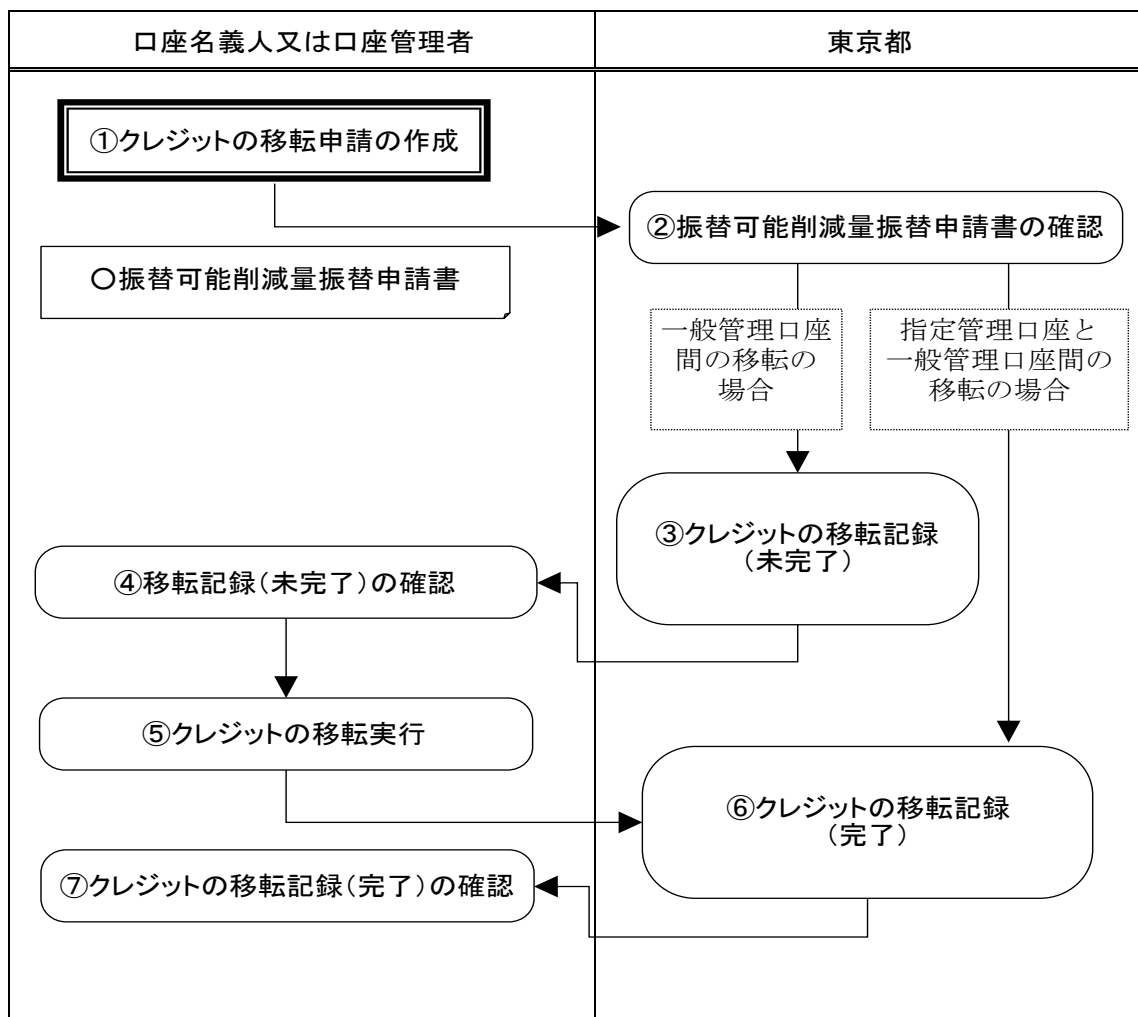 口座名義人又は口座管理者
東京都
①クレジットの移転申請の作成
②振替可能削減量振替申請書の確認
〇振替可能削減量振替申請書
一般管理口座
間の移転の
場合
指定管理口座と
一般管理口座間の
移転の場合
③クレジットの移転記録
（未完了）
④移転記録（未完了）の確認
⑤クレジットの移転実行
⑥クレジットの移転記録
（完了）
⑦クレジットの移転記録（完了）の確認